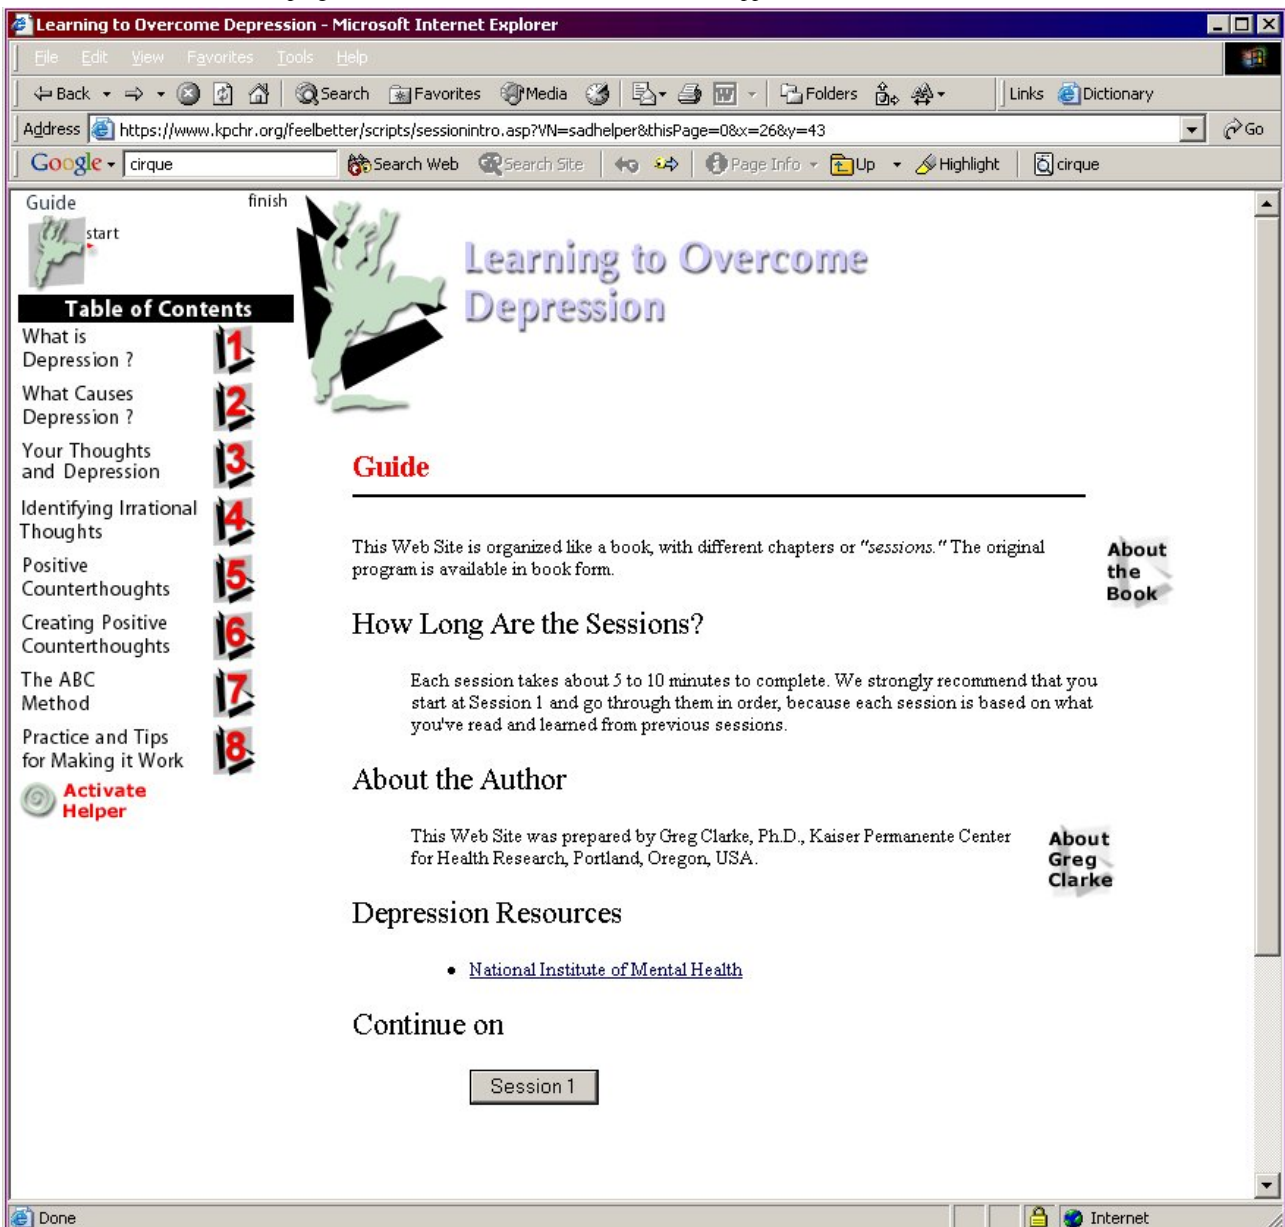 Learning to Overcome Depression - Microsoft Internet Explorer
File Edit View Favorites Tools Help
Back Search Favorites Media Folders Links Dictionary
Address https://www.kpchr.org/feelbetter/scripts/sessionintro.asp?VN=sadhelper&thisPage=0&x=26&y=43 Go
Google cirque Search Web Search Site Page Info Up Highlight cirque
Guide finish
start
Learning to Overcome
Depression
Table of Contents
What is
Depression ? 1
What Causes
Depression ? 2
Your Thoughts
and Depression 3
Identifying Irrational
Thoughts 4
Positive
Counterthoughts 5
Creating Positive
Counterthoughts 6
The ABC
Method 7
Practice and Tips
for Making it Work 8
Activate
Helper
Guide
This Web Site is organized like a book, with different chapters or "sessions." The original
program is available in book form.
About
the
Book
How Long Are the Sessions?
Each session takes about 5 to 10 minutes to complete. We strongly recommend that you
start at Session 1 and go through them in order, because each session is based on what
you've read and learned from previous sessions.
About the Author
This Web Site was prepared by Greg Clarke, Ph.D., Kaiser Permanente Center
for Health Research, Portland, Oregon, USA.
About
Greg
Clarke
Depression Resources
• National Institute of Mental Health
Continue on
Session 1
Done Internet